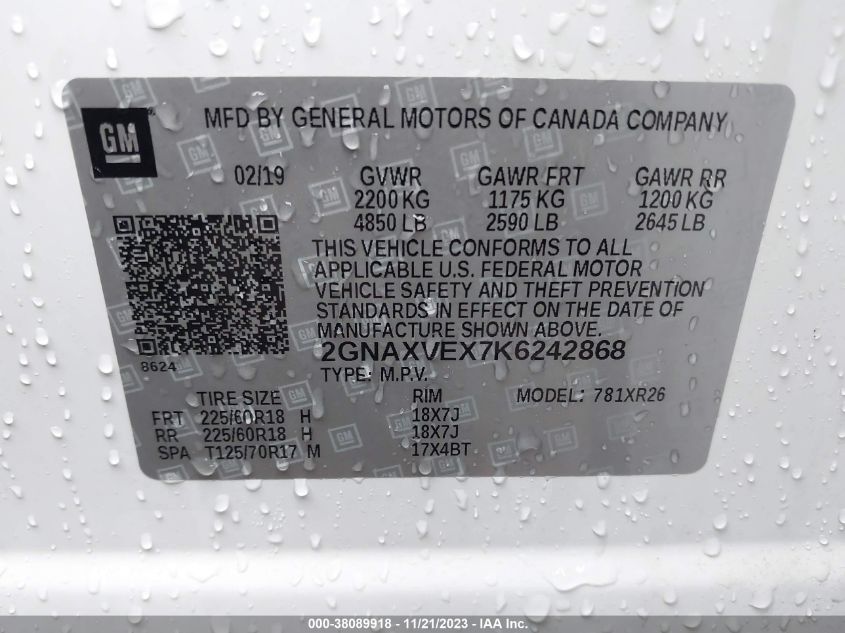 GM MFD BY GENERAL MOTORS OF CANADA COMPANY
02/19 GVWR GAWR FRT GAWR RR
2200 KG 1175 KG 1200 KG
4850 LB 2590 LB 2645 LB
THIS VEHICLE CONFORMS TO ALL
APPLICABLE U.S. FEDERAL MOTOR
VEHICLE SAFETY AND THEFT PREVENTION
STANDARDS IN EFFECT ON THE DATE OF
MANUFACTURE SHOWN ABOVE.
2GNAXVEX7K6242868
8624
TYPE: M.P.V.
TIRE SIZE RIM MODEL: 781XR26
FRT 225/60R18 H 18X7J
RR 225/60R18 H 18X7J
SPA T125/70R17 M 17X4BT
000-38089918 - 11/21/2023 - IAA Inc.